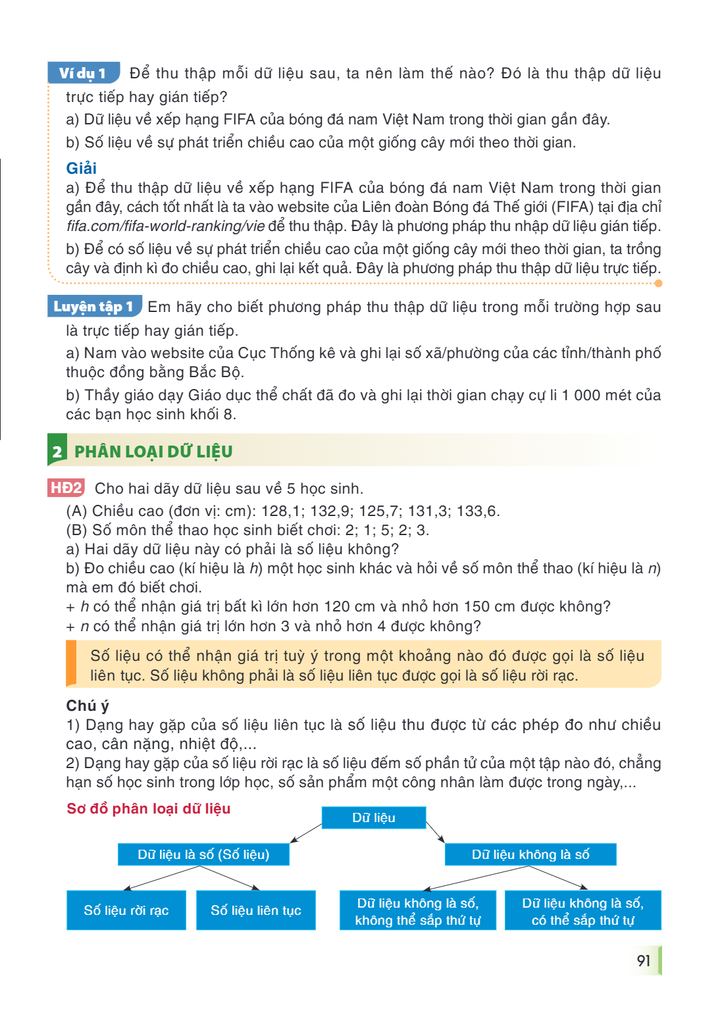 Ví dụ 1 Để thu thập mỗi dữ liệu sau, ta nên làm thế nào? Đó là thu thập dữ liệu
trực tiếp hay gián tiếp?
a) Dữ liệu về xếp hạng FIFA của bóng đá nam Việt Nam trong thời gian gần đây.
b) Số liệu về sự phát triển chiều cao của một giống cây mới theo thời gian.
Giải
a) Để thu thập dữ liệu về xếp hạng FIFA của bóng đá nam Việt Nam trong thời gian
gần đây, cách tốt nhất là ta vào website của Liên đoàn Bóng đá Thế giới (FIFA) tại địa chỉ
fifa.com/fifa-world-ranking/vie để thu thập. Đây là phương pháp thu nhập dữ liệu gián tiếp.
b) Để có số liệu về sự phát triển chiều cao của một giống cây mới theo thời gian, ta trồng
cây và định kì đo chiều cao, ghi lại kết quả. Đây là phương pháp thu thập dữ liệu trực tiếp.
Luyện tập 1 Em hãy cho biết phương pháp thu thập dữ liệu trong mỗi trường hợp sau
là trực tiếp hay gián tiếp.
a) Nam vào website của Cục Thống kê và ghi lại số xã/phường của các tỉnh/thành phố
thuộc đồng bằng Bắc Bộ.
b) Thầy giáo dạy Giáo dục thể chất đã đo và ghi lại thời gian chạy cự li 1 000 mét của
các bạn học sinh khối 8.
2 PHÂN LOẠI DỮ LIỆU
HĐ2 Cho hai dãy dữ liệu sau về 5 học sinh.
(A) Chiều cao (đơn vị: cm): 128,1; 132,9; 125,7; 131,3; 133,6.
(B) Số môn thể thao học sinh biết chơi: 2; 1; 5; 2; 3.
a) Hai dãy dữ liệu này có phải là số liệu không?
b) Đo chiều cao (kí hiệu là h) một học sinh khác và hỏi về số môn thể thao (kí hiệu là n)
mà em đó biết chơi.
+ h có thể nhận giá trị bất kì lớn hơn 120 cm và nhỏ hơn 150 cm được không?
+ n có thể nhận giá trị lớn hơn 3 và nhỏ hơn 4 được không?
Số liệu có thể nhận giá trị tuỳ ý trong một khoảng nào đó được gọi là số liệu
liên tục. Số liệu không phải là số liệu liên tục được gọi là số liệu rời rạc.
Chú ý
1) Dạng hay gặp của số liệu liên tục là số liệu thu được từ các phép đo như chiều
cao, cân nặng, nhiệt độ,...
2) Dạng hay gặp của số liệu rời rạc là số liệu đếm số phần tử của một tập nào đó, chẳng
hạn số học sinh trong lớp học, số sản phẩm một công nhân làm được trong ngày,...
Sơ đồ phân loại dữ liệu
Dữ liệu
Dữ liệu là số (Số liệu)
Dữ liệu không là số
Số liệu rời rạc
Số liệu liên tục
Dữ liệu không là số,
không thể sắp thứ tự
Dữ liệu không là số,
có thể sắp thứ tự
91